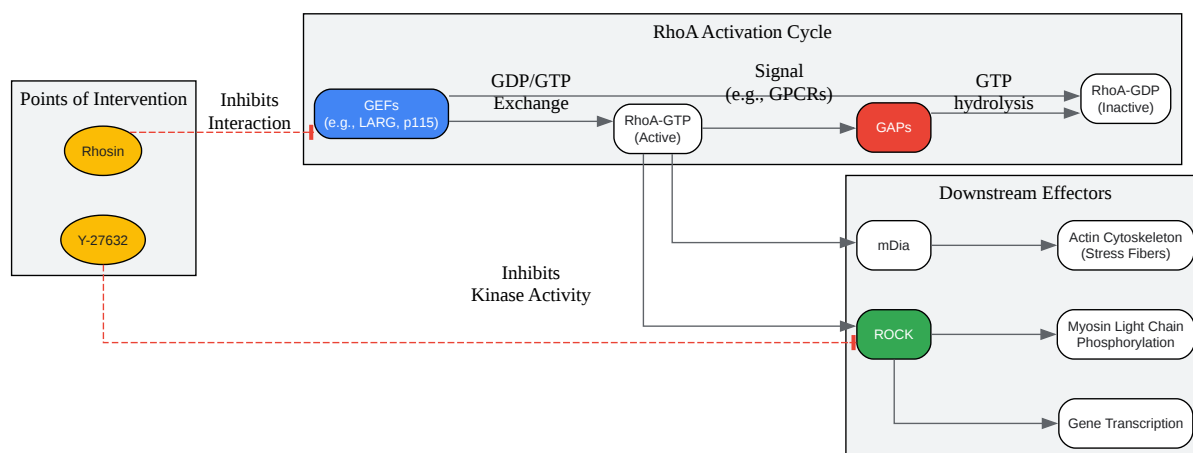 RhoA Activation Cycle
Points of Intervention
Inhibits
Interaction
GEFs
(e.g., LARG, p115)
GDP/GTP
Exchange
Signal
(e.g., GPCRs)
GTP
hydrolysis
RhoA-GDP
(Inactive)
RhoA-GTP
(Active)
GAPs
Rhosin
Y-27632
Inhibits
Kinase Activity
Downstream Effectors
mDia
Actin Cytoskeleton
(Stress Fibers)
ROCK
Myosin Light Chain
Phosphorylation
Gene Transcription